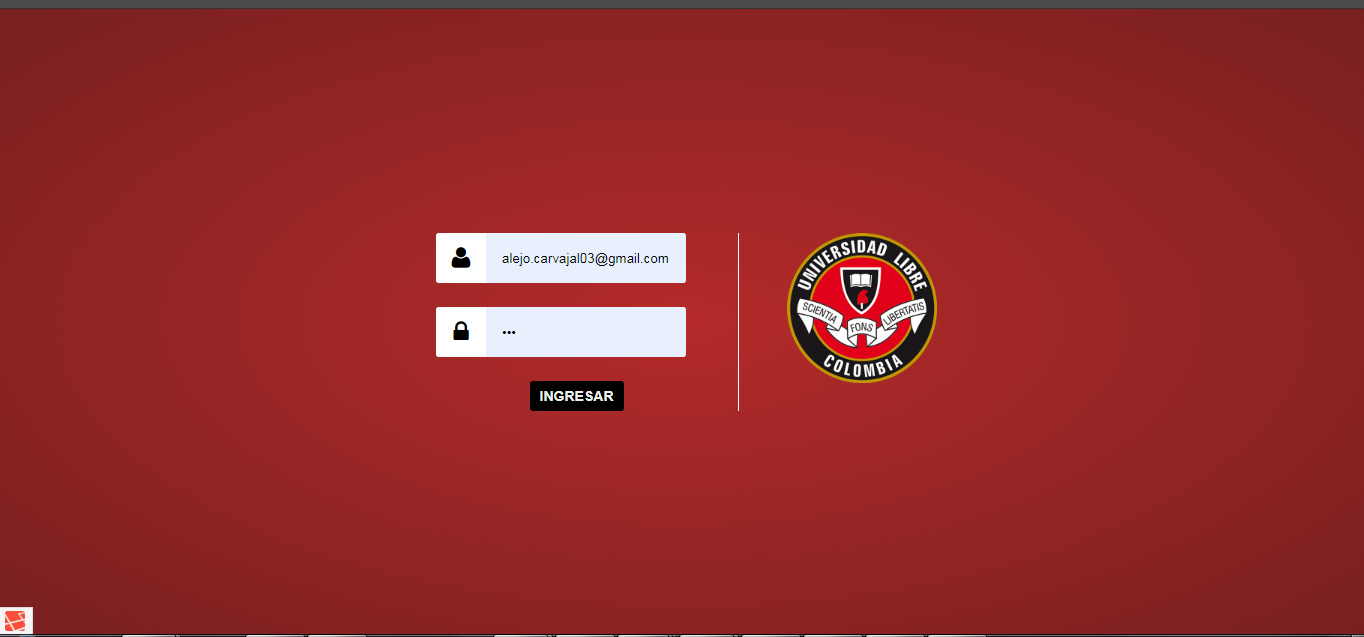 alejo.carvajal03@gmail.com
•••
INGRESAR
UNIVERSIDAD LIBRE
SCIENTIA
FONS
LIBERTATIS
COLOMBIA